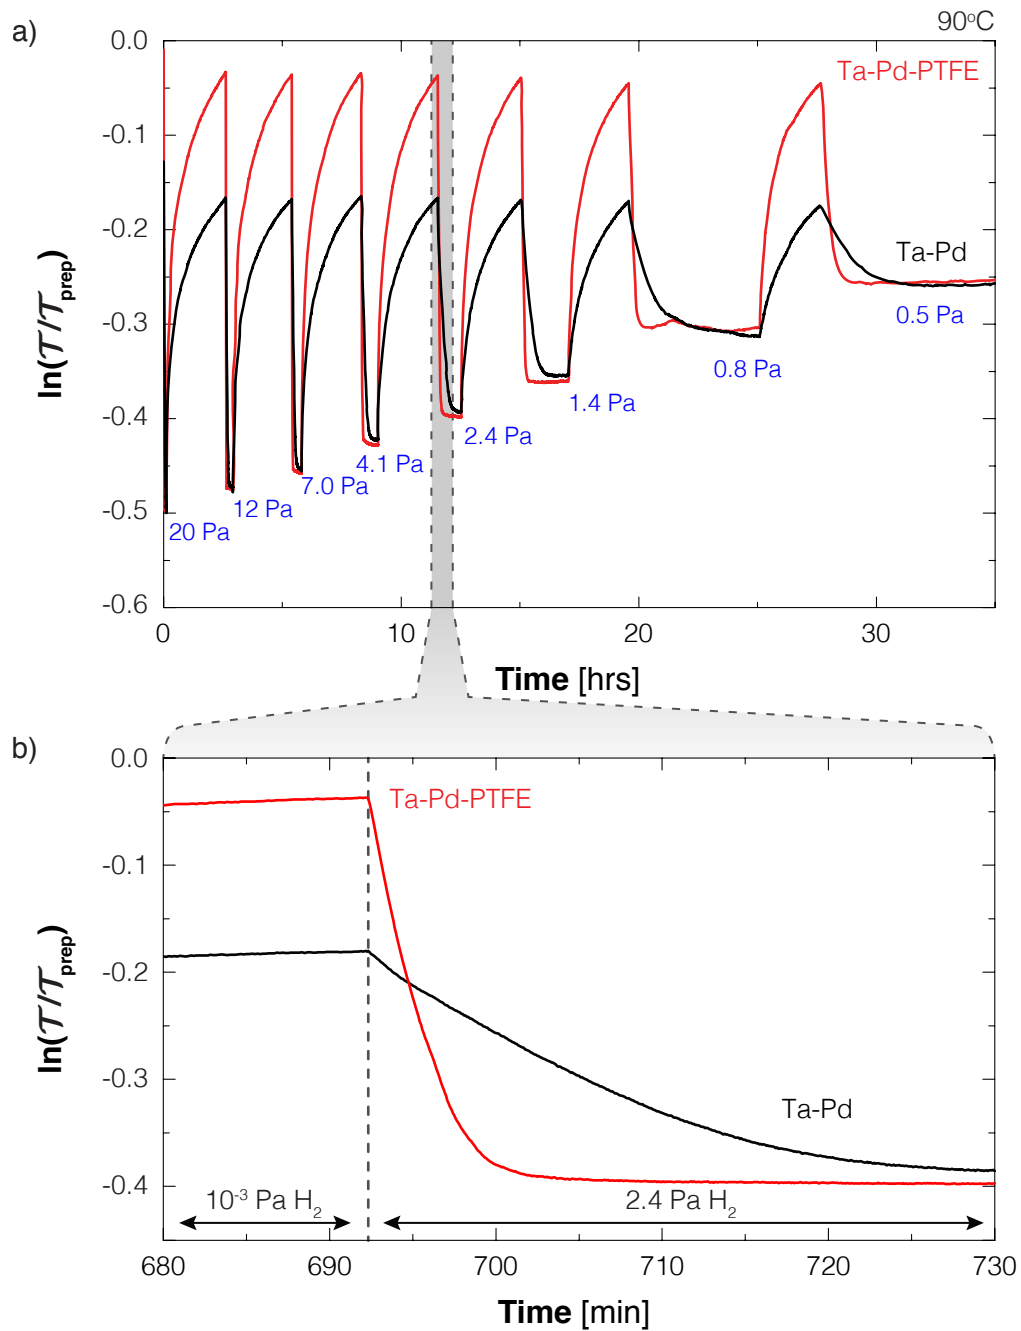 a)
90°C
0.0
-0.1
-0.2
-0.3
-0.4
-0.5
-0.6
ln(𝒯/𝒯prep)
Ta-Pd-PTFE
Ta-Pd
20 Pa
12 Pa
7.0 Pa
4.1 Pa
2.4 Pa
1.4 Pa
0.8 Pa
0.5 Pa
0 10 20 30
Time [hrs]
b)
0.0
-0.1
-0.2
-0.3
-0.4
ln(𝒯/𝒯prep)
Ta-Pd-PTFE
Ta-Pd
10⁻³ Pa H₂ 2.4 Pa H₂
680 690 700 710 720 730
Time [min]